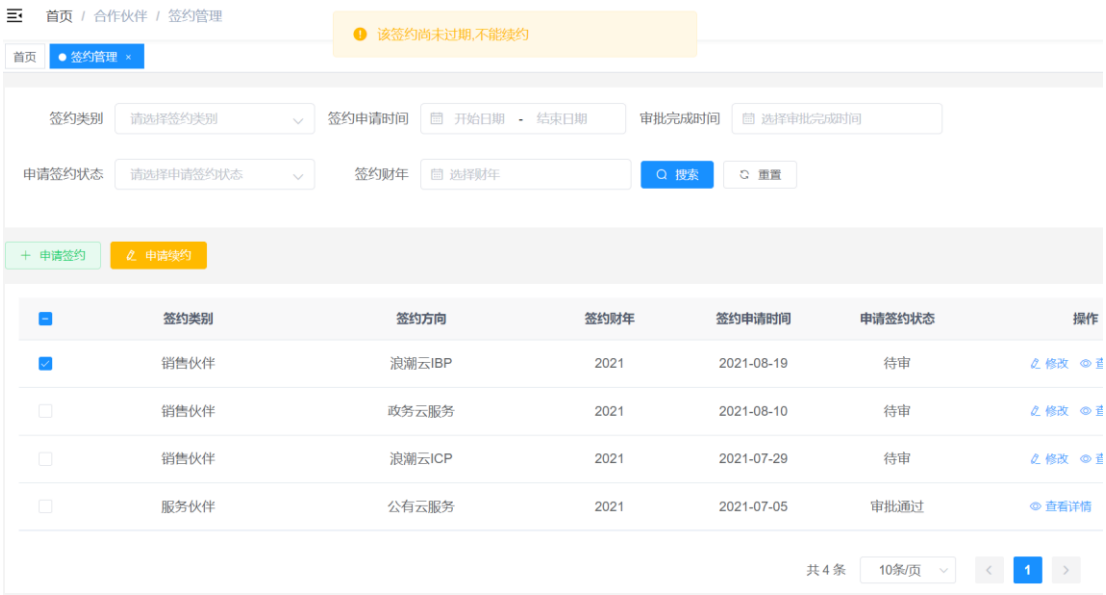 首页 / 合作伙伴 / 签约管理
该签约尚未过期,不能续约
首页 签约管理 ×
签约类别 请选择签约类别 签约申请时间 开始日期 - 结束日期 审批完成时间 选择审批完成时间
申请签约状态 请选择申请签约状态 签约财年 选择财年 搜索 重置
+ 申请签约 申请续约
签约类别 签约方向 签约财年 签约申请时间 申请签约状态 操作
销售伙伴 浪潮云IBP 2021 2021-08-19 待审 修改
销售伙伴 政务云服务 2021 2021-08-10 待审 修改
销售伙伴 浪潮云ICP 2021 2021-07-29 待审 修改
服务伙伴 公有云服务 2021 2021-07-05 审批通过 查看详情
共 4 条 10条/页 < 1 >